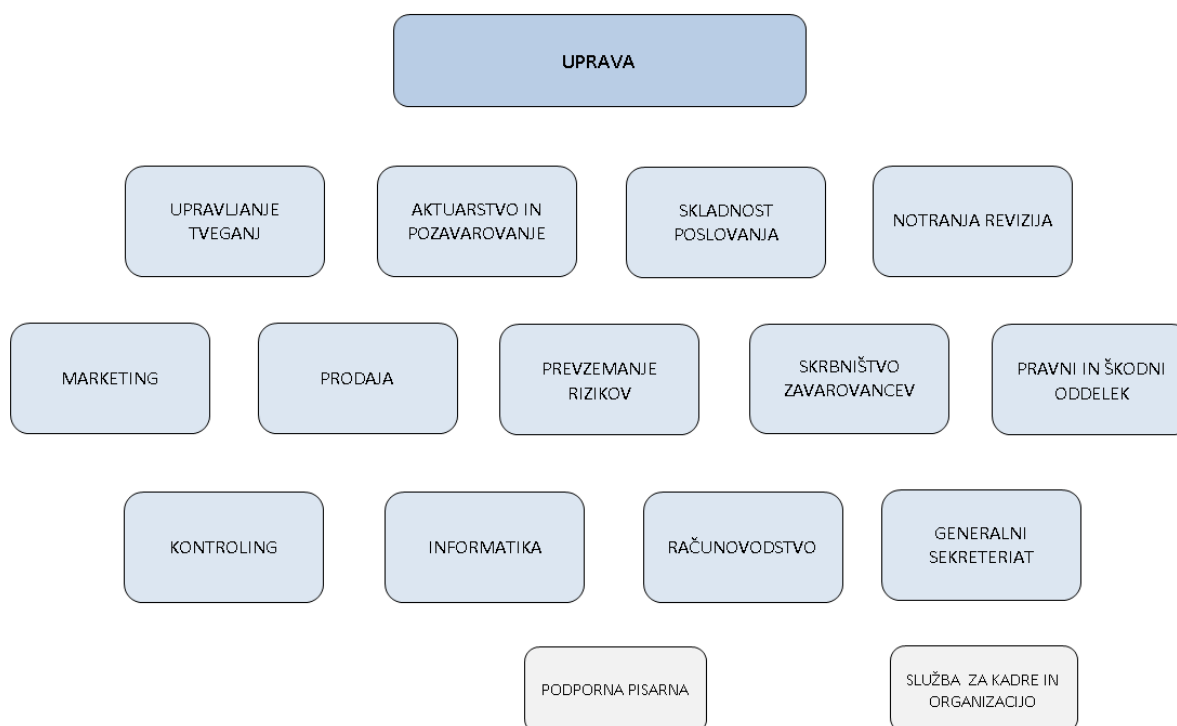 UPRAVA
UPRAVLJANJE
TVEGANJ
AKTUARSTVO IN
POZAVAROVANJE
SKLADNOST
POSLOVANJA
NOTRANJA REVIZIJA
MARKETING
PRODAJA
PREVZEMANJE
RIZIKOV
SKRBNIŠTVO
ZAVAROVANCEV
PRAVNI IN ŠKODNI
ODDELEK
KONTROLING
INFORMATIKA
RAČUNOVODSTVO
GENERALNI
SEKRETERIAT
PODPORNA PISARNA
SLUŽBA ZA KADRE IN
ORGANIZACIJO